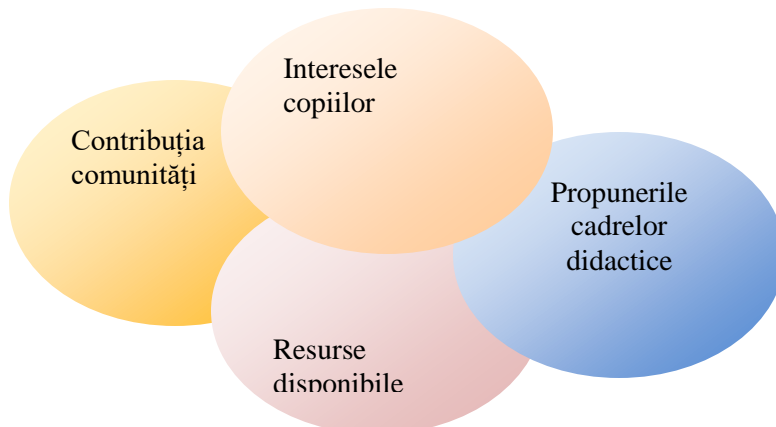 Interesele
copiilor
Contribuția
comunități
Propunerile
cadrelor
didactice
Resurse
disponibile